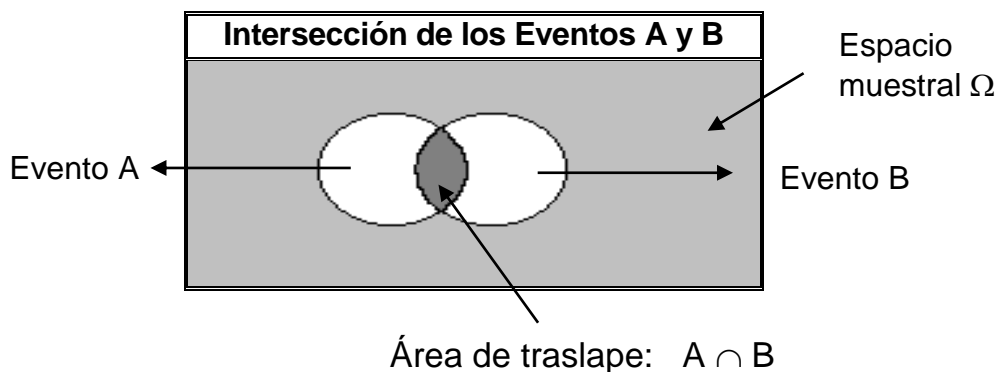 Intersección de los Eventos A y B
Espacio
muestral Ω
Evento A
Evento B
Área de traslape: A ∩ B